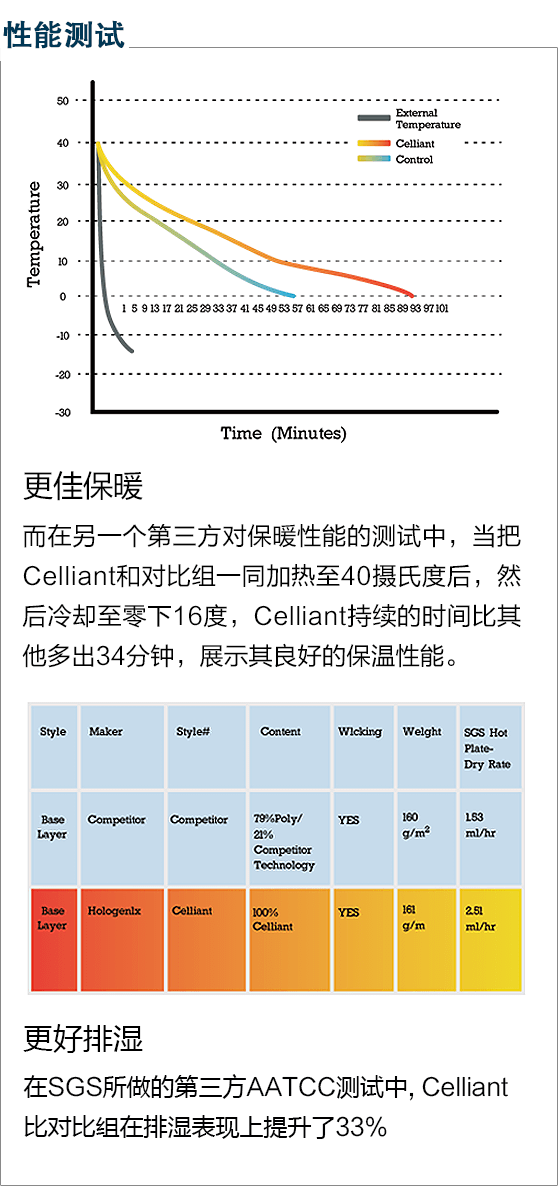 性能测试
50
40
30
20
10
0
-10
-20
-30
Temperature
External
Temperature
Celliant
Control
1 5 9 13 17 21 25 29 33 37 41 45 49 53 57 61 65 69 73 77 81 85 89 93 97 101
Time (Minutes)
更佳保暖
而在另一个第三方对保暖性能的测试中，当把
Celliant和对比组一同加热至40摄氏度后，然
后冷却至零下16度，Celliant持续的时间比其
他多出34分钟，展示其良好的保温性能。
Style Maker Style# Content Wicking Weight SGS Hot
Plate-
Dry Rate
Base
Layer
Competitor
Competitor
79%Poly/
21%
Competitor
Technology
YES
160
g/m²
1.53
ml/hr
Base
Layer
Hologenix
Celliant
100%
Celliant
YES
161
g/m
2.51
ml/hr
更好排湿
在SGS所做的第三方AATCC测试中, Celliant
比对比组在排湿表现上提升了33%